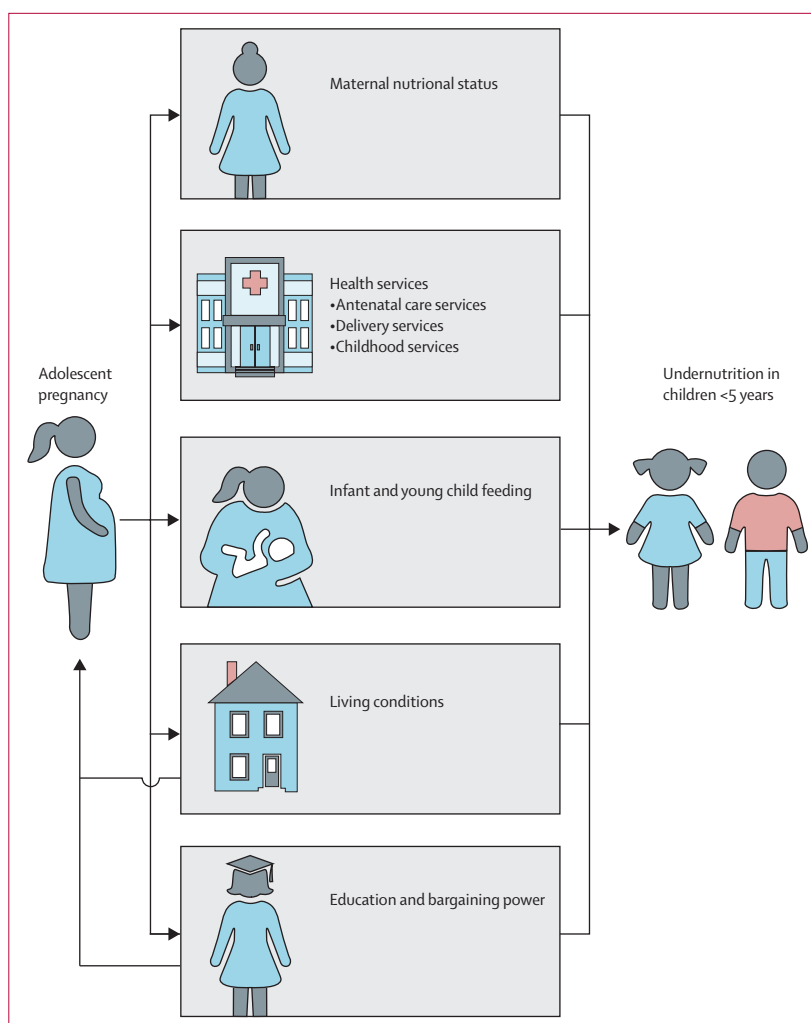 Maternal nutrional status
Health services
•Antenatal care services
•Delivery services
•Childhood services
Adolescent
pregnancy
Undernutrition in
children <5 years
Infant and young child feeding
Living conditions
Education and bargaining power